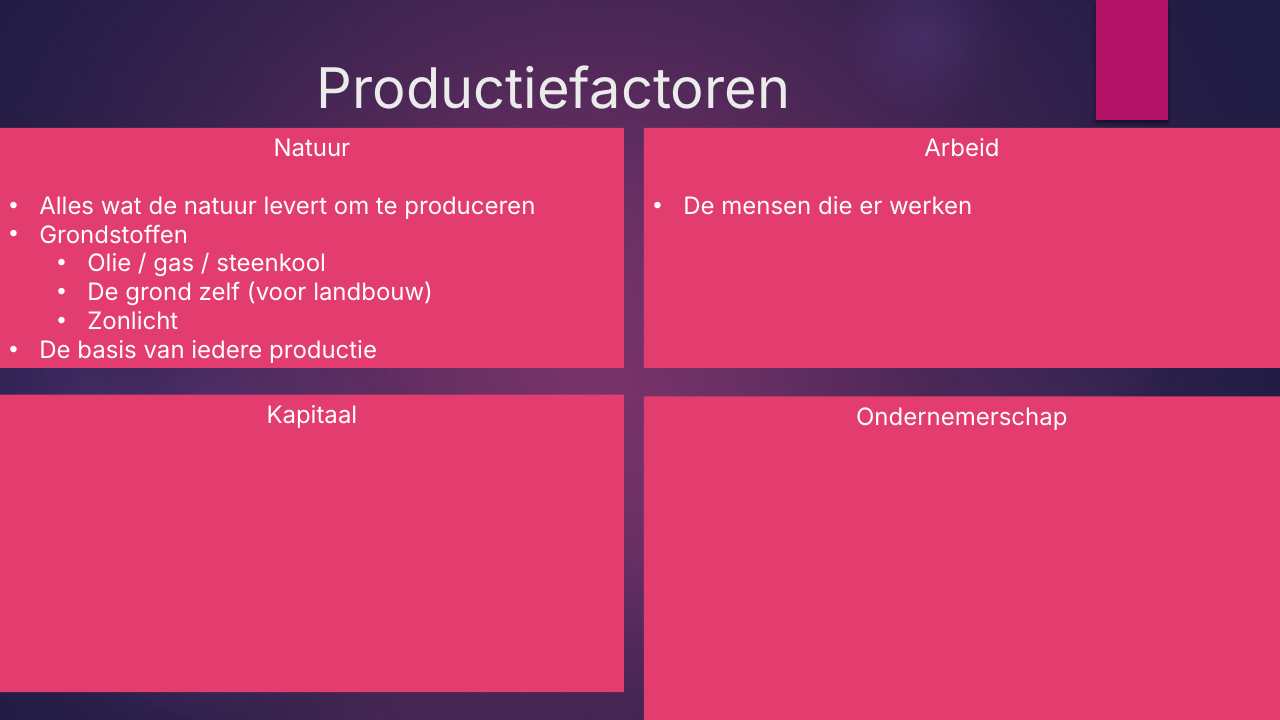 Productiefactoren
Natuur
• Alles wat de natuur levert om te produceren
• Grondstoffen
• Olie / gas / steenkool
• De grond zelf (voor landbouw)
• Zonlicht
• De basis van iedere productie
Arbeid
• De mensen die er werken
Kapitaal
Ondernemerschap